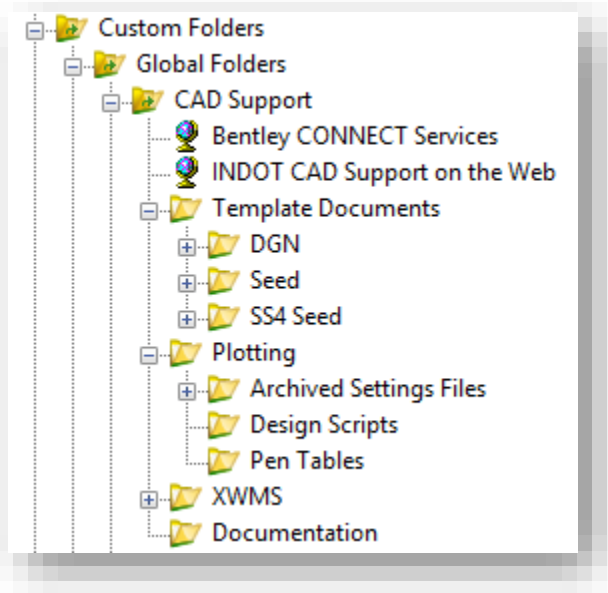 Custom Folders
Global Folders
CAD Support
Bentley CONNECT Services
INDOT CAD Support on the Web
Template Documents
DGN
Seed
SS4 Seed
Plotting
Archived Settings Files
Design Scripts
Pen Tables
XWMS
Documentation